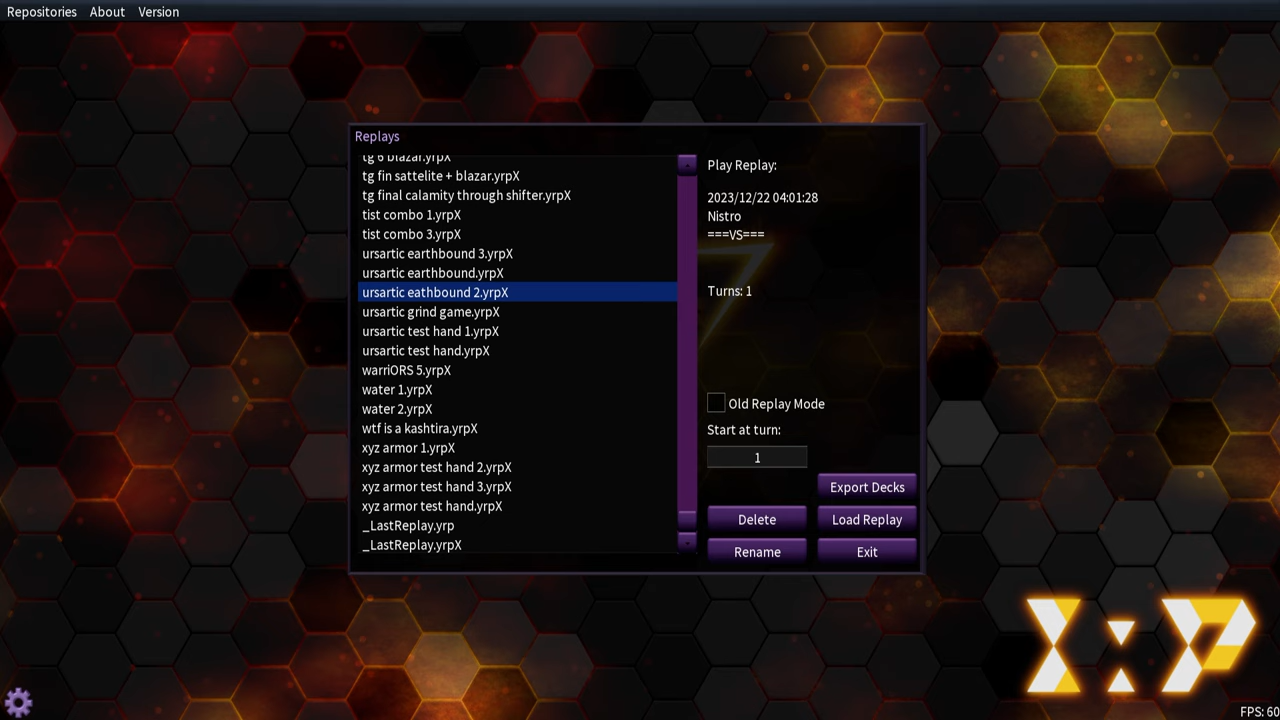 Repositories About Version
Replays
tg 6 blazar.yrpX
tg fin sattelite + blazar.yrpX
tg final calamity through shifter.yrpX
tist combo 1.yrpX
tist combo 3.yrpX
ursartic earthbound 3.yrpX
ursartic earthbound.yrpX
ursartic eathbound 2.yrpX
ursartic grind game.yrpX
ursartic test hand 1.yrpX
ursartic test hand.yrpX
warriORS 5.yrpX
water 1.yrpX
water 2.yrpX
wtf is a kashtira.yrpX
xyz armor 1.yrpX
xyz armor test hand 2.yrpX
xyz armor test hand 3.yrpX
xyz armor test hand.yrpX
_LastReplay.yrp
_LastReplay.yrpX
Play Replay:
2023/12/22 04:01:28
Nistro
===VS===
Turns: 1
Old Replay Mode
Start at turn:
1
Export Decks
Delete Load Replay
Rename Exit
X:P
FPS: 60